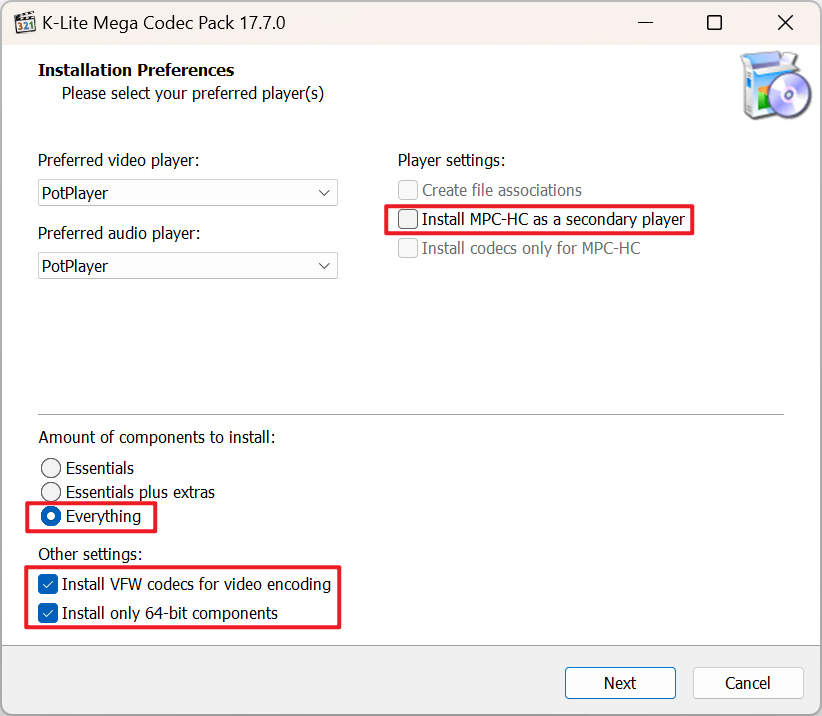 K-Lite Mega Codec Pack 17.7.0
Installation Preferences
Please select your preferred player(s)
Preferred video player:
PotPlayer
Preferred audio player:
PotPlayer
Player settings:
Create file associations
Install MPC-HC as a secondary player
Install codecs only for MPC-HC
Amount of components to install:
Essentials
Essentials plus extras
Everything
Other settings:
Install VFW codecs for video encoding
Install only 64-bit components
Next
Cancel